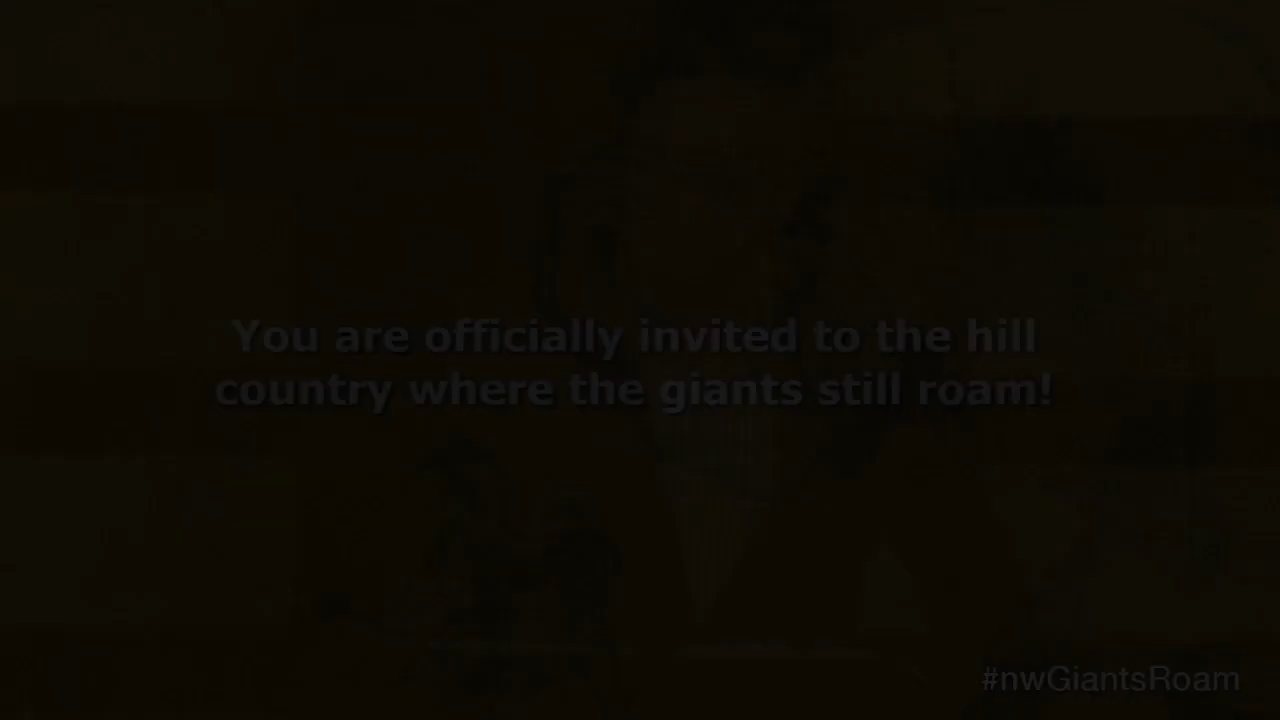 You are officially invited to the hill
country where the giants still roam!
#nwGiantsRoam